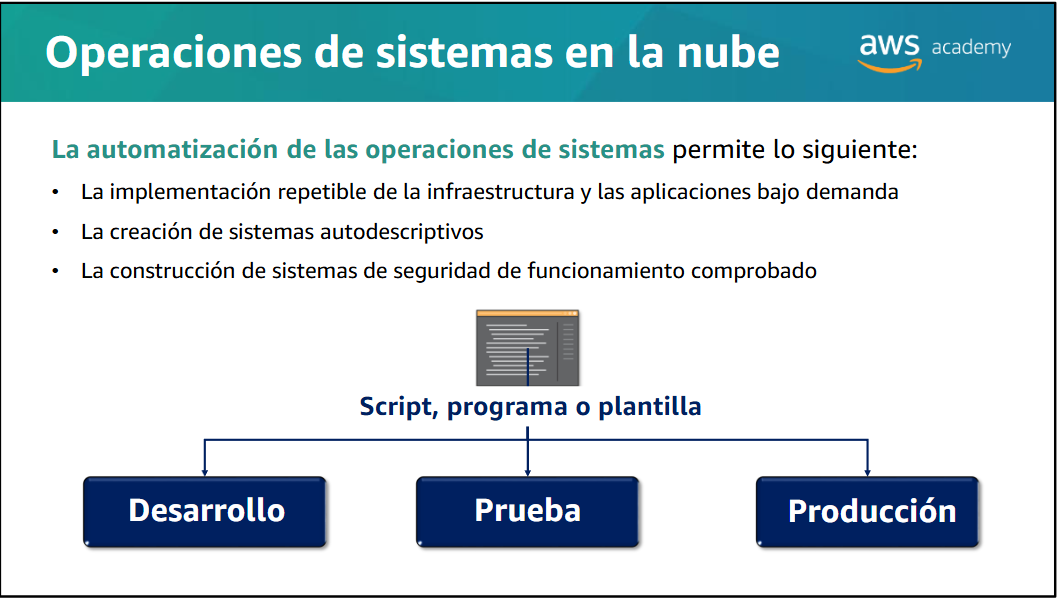 Operaciones de sistemas en la nube
aws academy
La automatización de las operaciones de sistemas permite lo siguiente:
• La implementación repetible de la infraestructura y las aplicaciones bajo demanda
• La creación de sistemas autodescriptivos
• La construcción de sistemas de seguridad de funcionamiento comprobado
Script, programa o plantilla
Desarrollo
Prueba
Producción